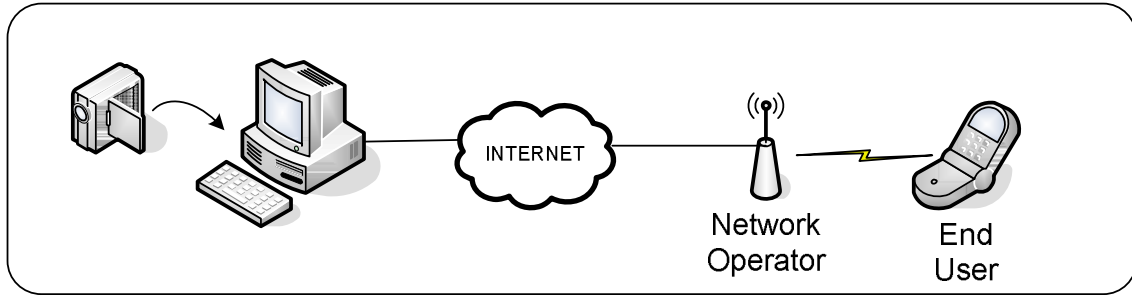 INTERNET
Network
Operator
End
User